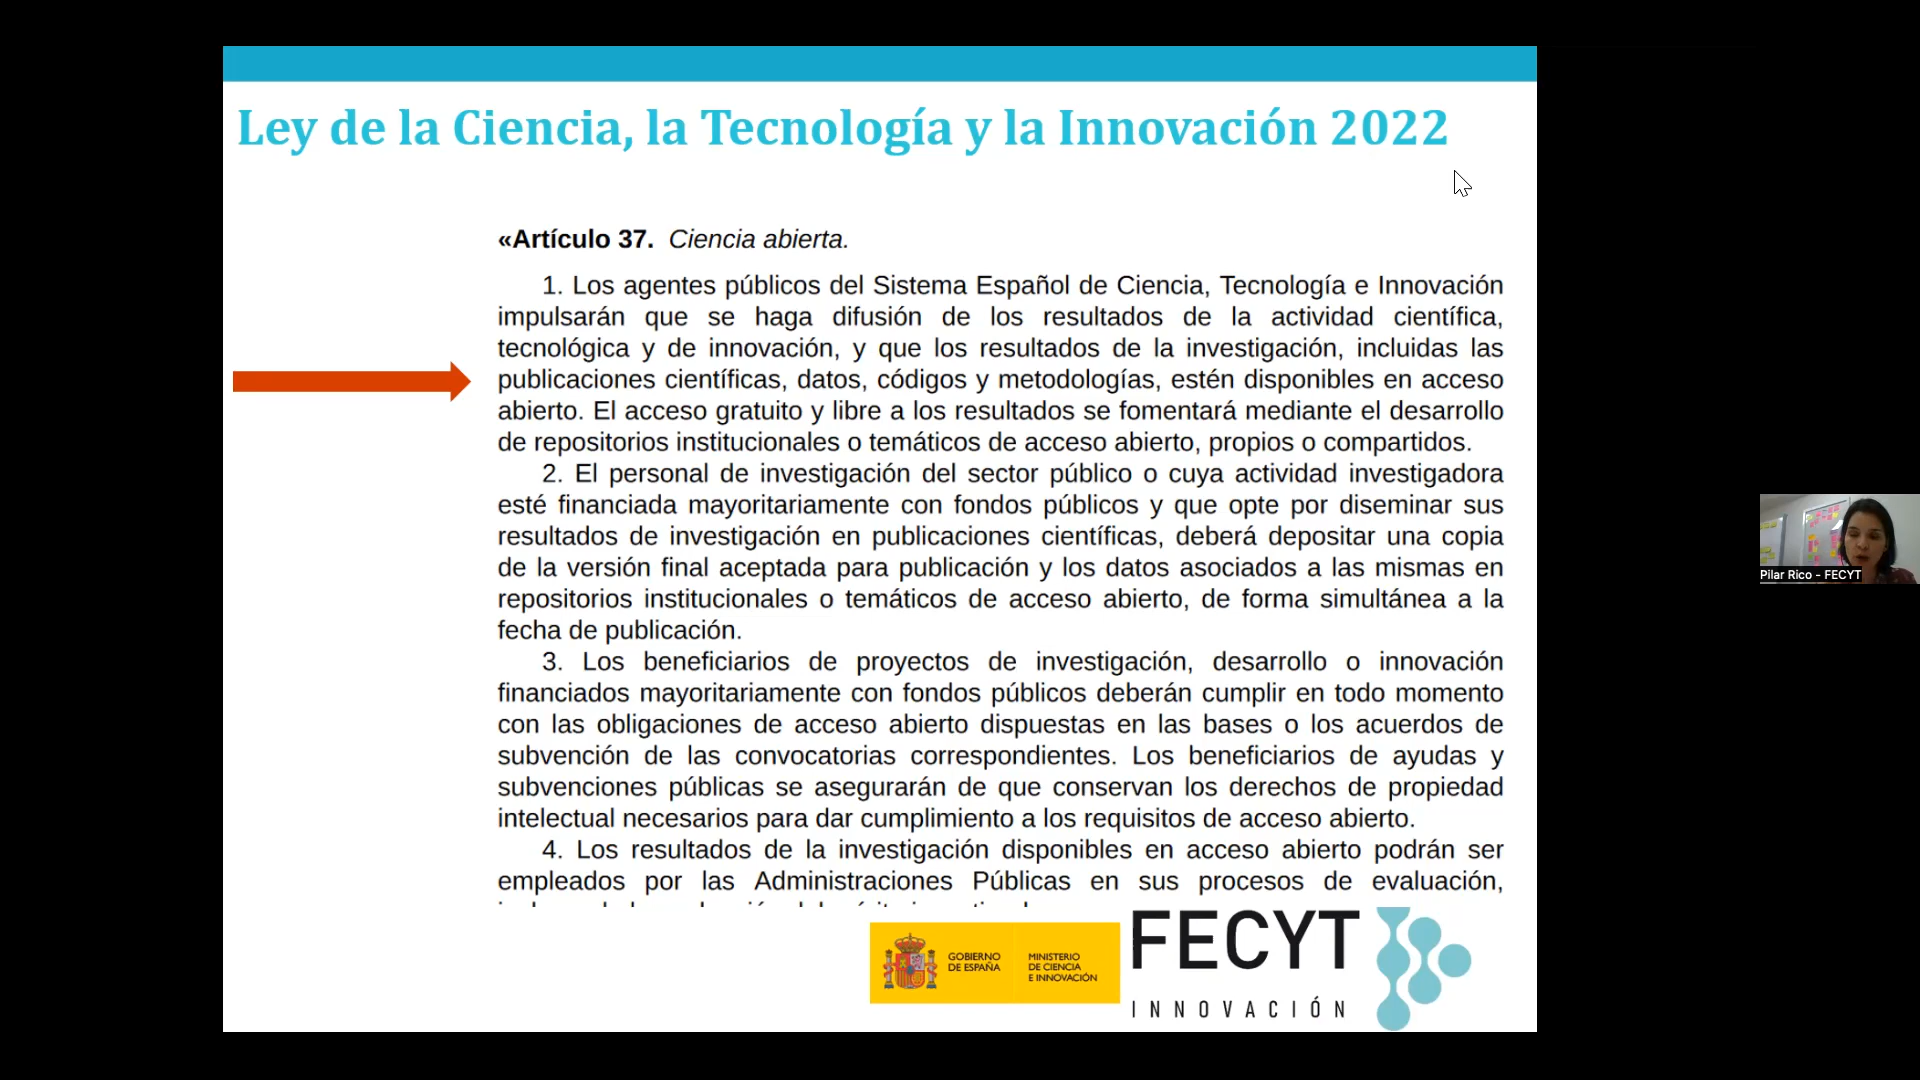 Ley de la Ciencia, la Tecnología y la Innovación 2022
«Artículo 37. Ciencia abierta.
1. Los agentes públicos del Sistema Español de Ciencia, Tecnología e Innovación
impulsarán que se haga difusión de los resultados de la actividad científica,
tecnológica y de innovación, y que los resultados de la investigación, incluidas las
publicaciones científicas, datos, códigos y metodologías, estén disponibles en acceso
abierto. El acceso gratuito y libre a los resultados se fomentará mediante el desarrollo
de repositorios institucionales o temáticos de acceso abierto, propios o compartidos.
2. El personal de investigación del sector público o cuya actividad investigadora
esté financiada mayoritariamente con fondos públicos y que opte por diseminar sus
resultados de investigación en publicaciones científicas, deberá depositar una copia
de la versión final aceptada para publicación y los datos asociados a las mismas en
repositorios institucionales o temáticos de acceso abierto, de forma simultánea a la
fecha de publicación.
3. Los beneficiarios de proyectos de investigación, desarrollo o innovación
financiados mayoritariamente con fondos públicos deberán cumplir en todo momento
con las obligaciones de acceso abierto dispuestas en las bases o los acuerdos de
subvención de las convocatorias correspondientes. Los beneficiarios de ayudas y
subvenciones públicas se asegurarán de que conservan los derechos de propiedad
intelectual necesarios para dar cumplimiento a los requisitos de acceso abierto.
4. Los resultados de la investigación disponibles en acceso abierto podrán ser
empleados por las Administraciones Públicas en sus procesos de evaluación,
GOBIERNO
DE ESPAÑA
MINISTERIO
DE CIENCIA
E INNOVACIÓN
FECYT
INNOVACIÓN
Pilar Rico - FECYT